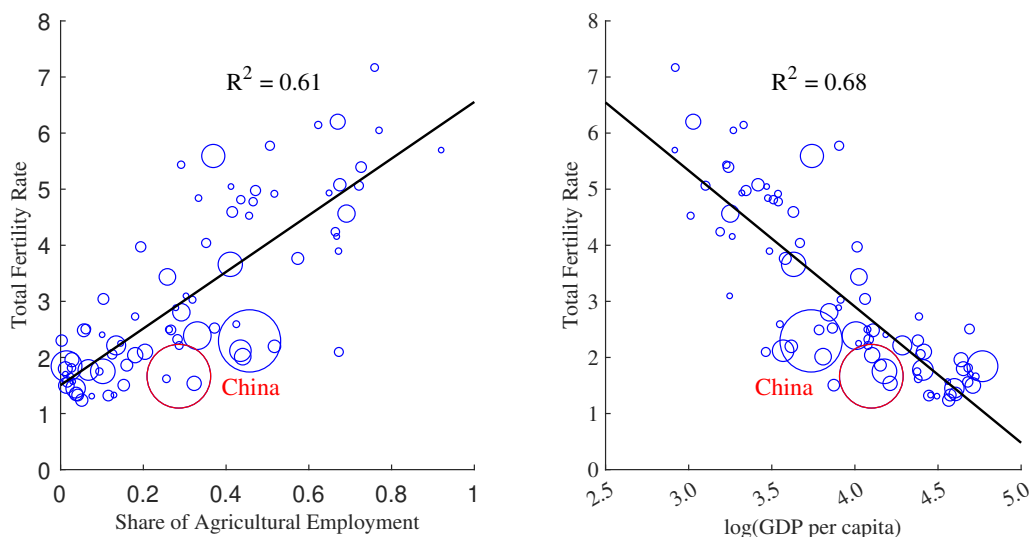 8
7
6
5
4
3
2
1
0
Total Fertility Rate
R² = 0.61
China
0 0.2 0.4 0.6 0.8 1
Share of Agricultural Employment
8
7
6
5
4
3
2
1
0
Total Fertility Rate
R² = 0.68
China
2.5 3.0 3.5 4.0 4.5 5.0
log(GDP per capita)